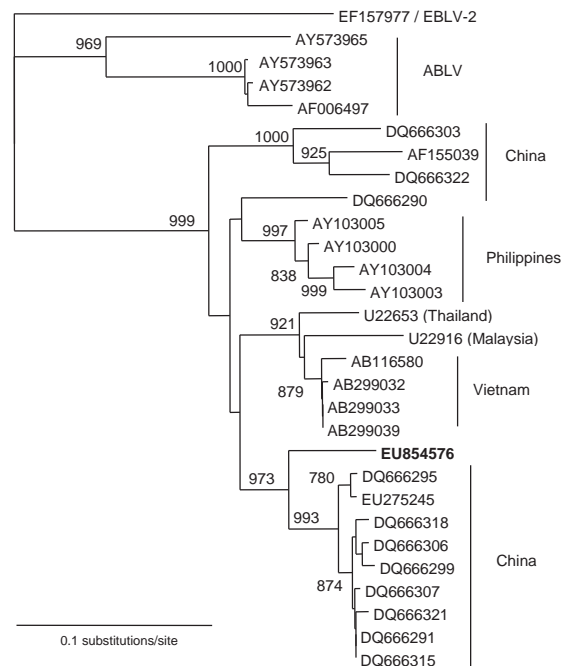 EF157977 / EBLV-2
969
AY573965
1000
AY573963
ABLV
AY573962
AF006497
1000
DQ666303
925
AF155039
China
DQ666322
DQ666290
999
997
AY103005
AY103000
Philippines
838
AY103004
999
AY103003
U22653 (Thailand)
921
U22916 (Malaysia)
AB116580
879
AB299032
Vietnam
AB299033
AB299039
EU854576
973
780
DQ666295
EU275245
993
DQ666318
DQ666306
China
DQ666299
874
DQ666307
DQ666321
DQ666291
DQ666315
0.1 substitutions/site